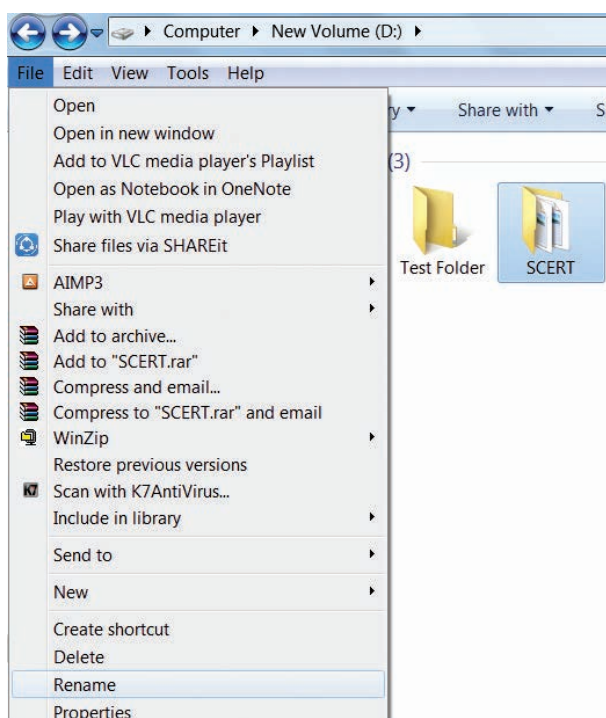 Computer New Volume (D:)
File Edit View Tools Help
Open
Open in new window
Add to VLC media player's Playlist
Open as Notebook in OneNote
Play with VLC media player
Share files via SHAREit
AIMP3
Share with
Add to archive...
Add to "SCERT.rar"
Compress and email...
Compress to "SCERT.rar" and email
WinZip
Restore previous versions
K7 Scan with K7AntiVirus...
Include in library
Send to
New
Create shortcut
Delete
Rename
Properties
Share with
(3)
Test Folder SCERT